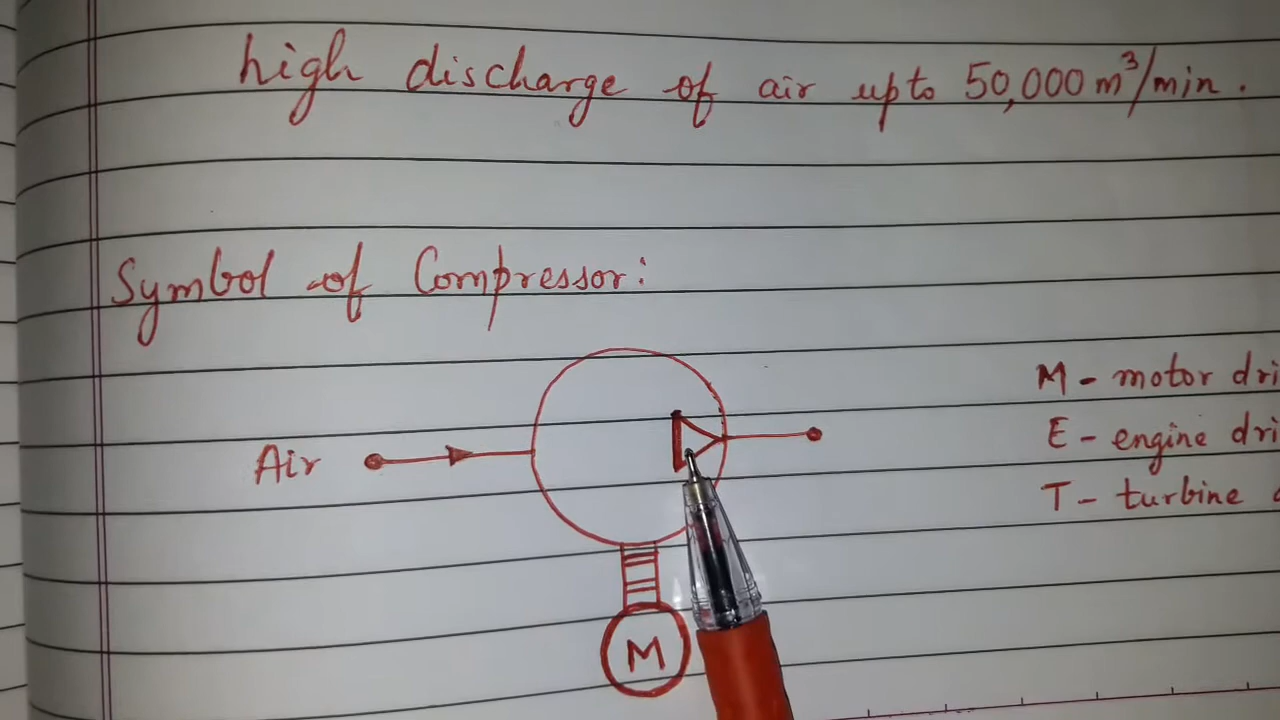 high discharge of air upto 50,000 m³/min.
Symbol of Compressor:
Air
M
M - motor dri
E - engine dri
T - turbine